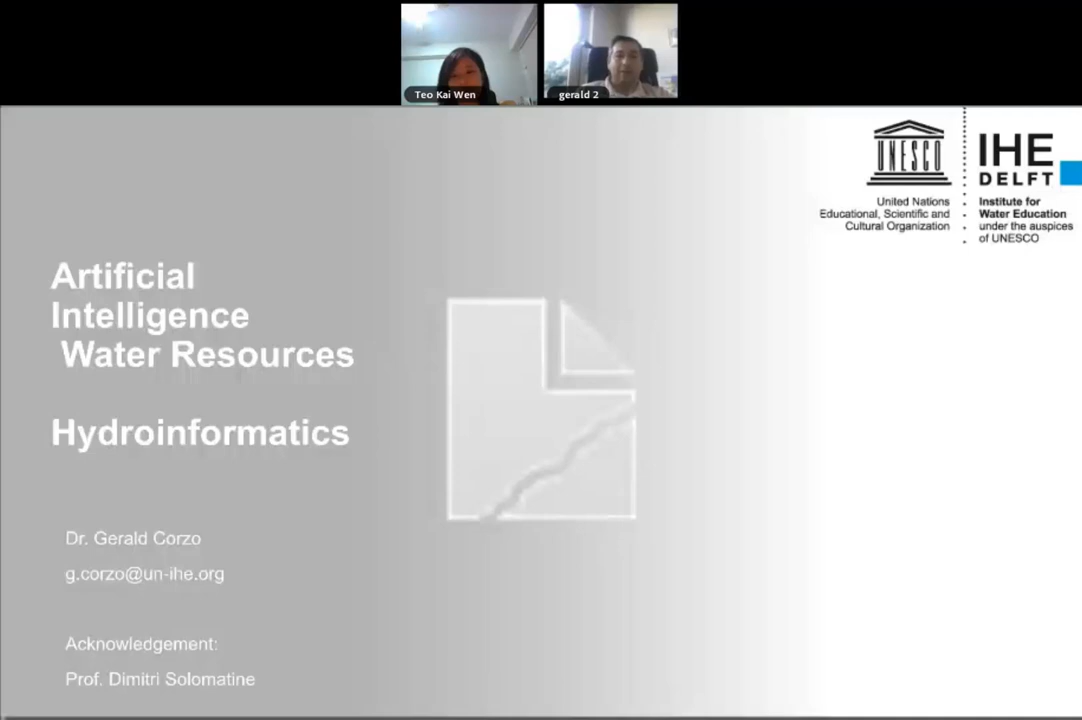 Teo Kai Wen
gerald 2
UNESCO
United Nations
Educational, Scientific and
Cultural Organization
IHE
DELFT
Institute for
Water Education
under the auspices
of UNESCO
Artificial
Intelligence
Water Resources
Hydroinformatics
Dr. Gerald Corzo
g.corzo@un-ihe.org
Acknowledgement:
Prof. Dimitri Solomatine